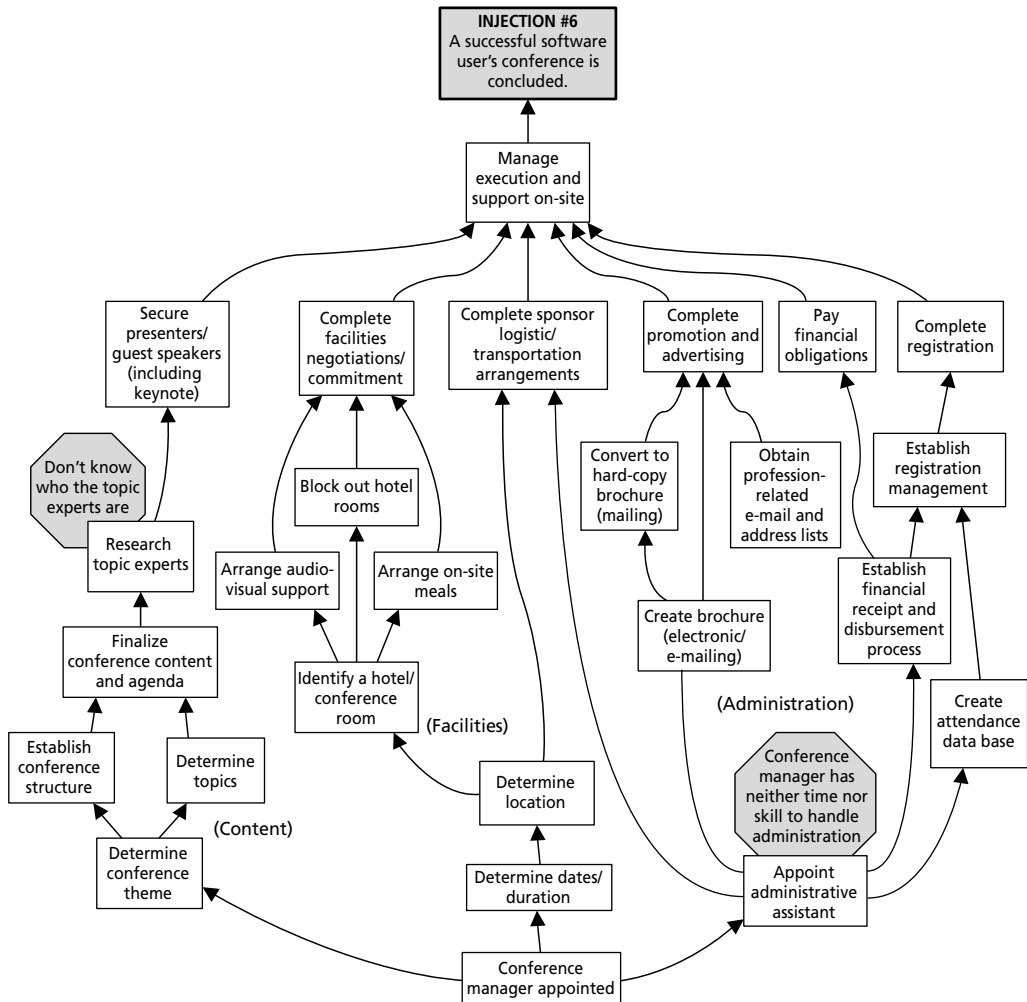 INJECTION #6
A successful software
user's conference is
concluded.
Manage
execution and
support on-site
Secure
presenters/
guest speakers
(including
keynote)
Complete
facilities
negotiations/
commitment
Complete sponsor
logistic/
transportation
arrangements
Complete
promotion and
advertising
Pay
financial
obligations
Complete
registration
Don't know
who the topic
experts are
Research
topic experts
Block out hotel
rooms
Convert to
hard-copy
brochure
(mailing)
Obtain
profession-
related
e-mail and
address lists
Establish
registration
management
Arrange audio-
visual support
Arrange on-site
meals
Create brochure
(electronic/
e-mailing)
Establish
financial
receipt and
disbursement
process
Finalize
conference content
and agenda
Identify a hotel/
conference
room
(Facilities)
(Administration)
Create
attendance
data base
Establish
conference
structure
Determine
topics
(Content)
Determine
location
Conference
manager has
neither time nor
skill to handle
administration
Determine
conference
theme
Determine dates/
duration
Appoint
administrative
assistant
Conference
manager appointed